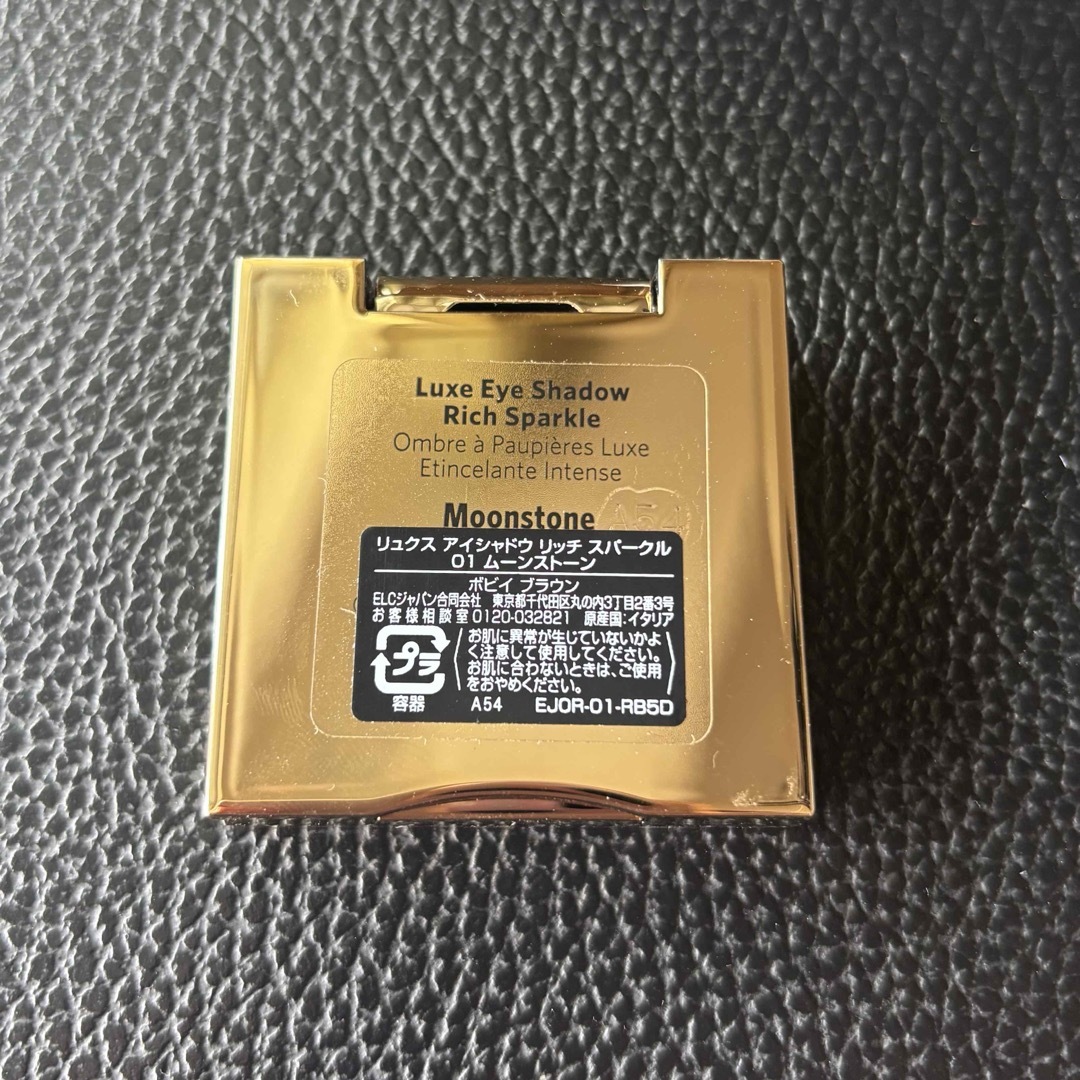 Luxe Eye Shadow
Rich Sparkle
Ombre à Paupières Luxe
Etincelante Intense
Moonstone
A54
リュクス アイシャドウ リッチ スパークル
01 ムーンストーン
ボビイ ブラウン
ELCジャパン合同会社 東京都千代田区丸の内3丁目2番3号
お客様相談室0120-032821 原産国:イタリア
お肌に異常が生じていないかよ
く注意して使用してください。
お肌に合わないときは、ご使用
をおやめください。
プラ
容器 A54 EJ0R-01-RB5D